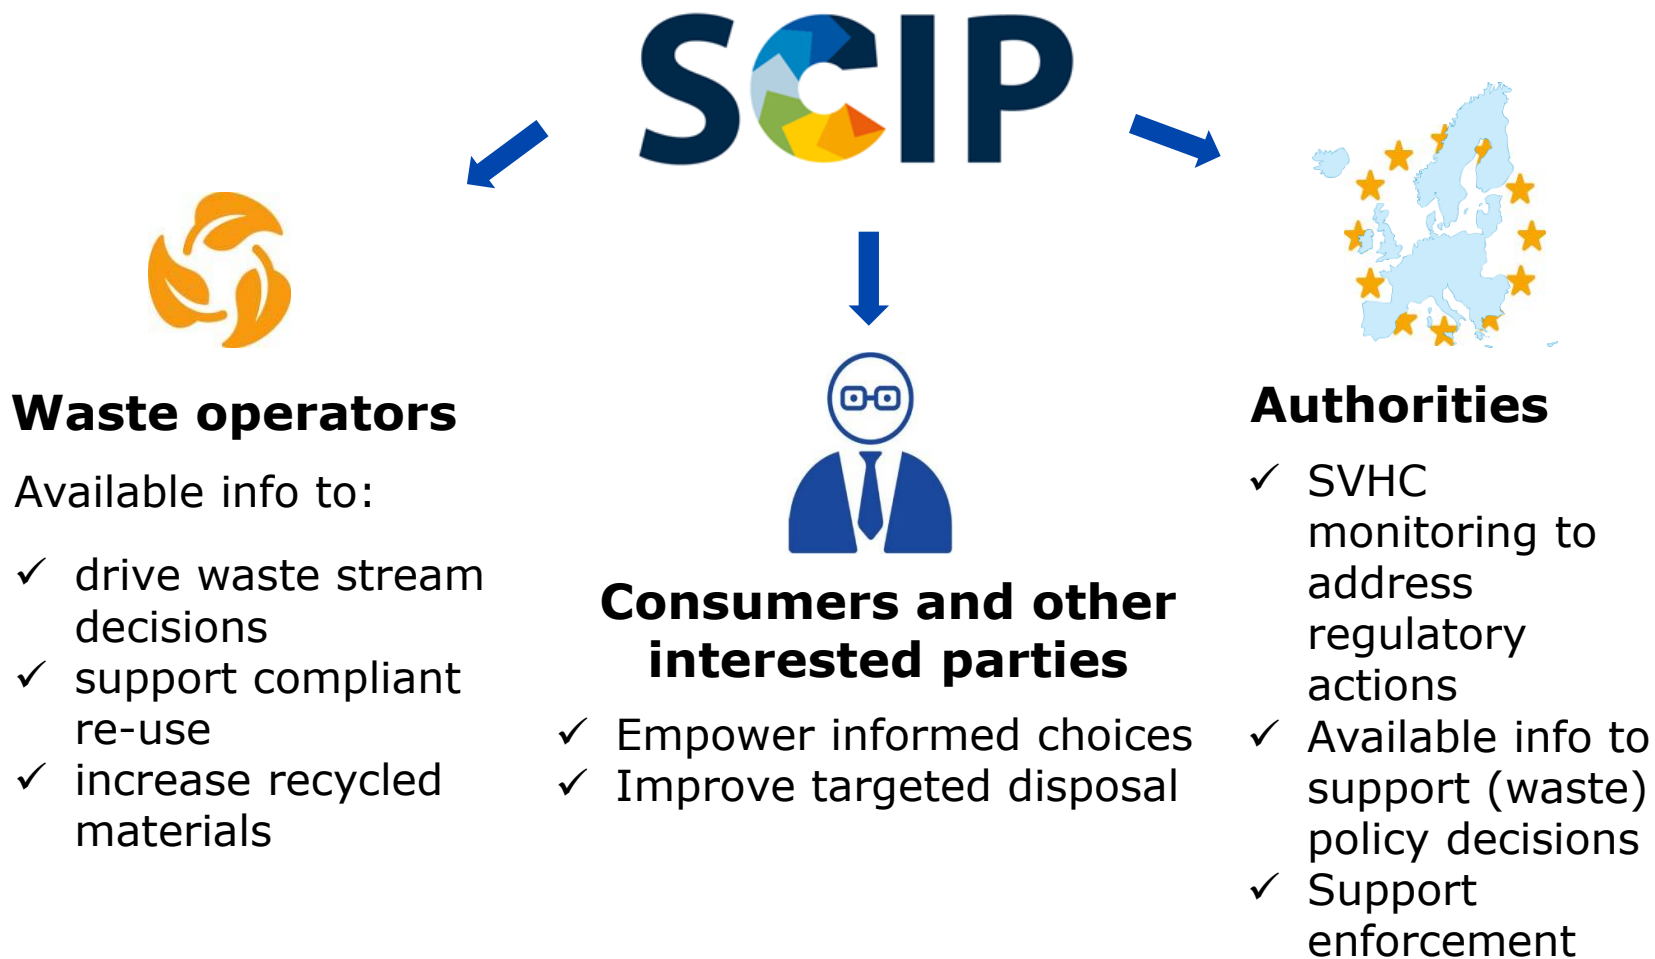 SCIP
Waste operators
Available info to:
✓ drive waste stream
decisions
✓ support compliant
re-use
✓ increase recycled
materials
Consumers and other
interested parties
✓ Empower informed choices
✓ Improve targeted disposal
Authorities
✓ SVHC
monitoring to
address
regulatory
actions
✓ Available info to
support (waste)
policy decisions
✓ Support
enforcement